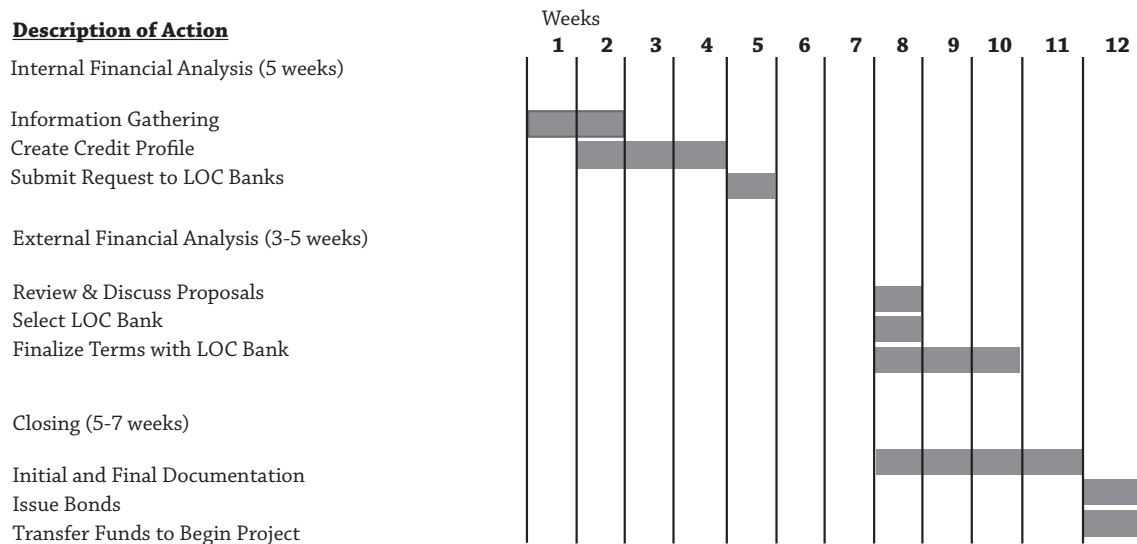 Weeks
Description of Action
1 2 3 4 5 6 7 8 9 10 11 12
Internal Financial Analysis (5 weeks)
Information Gathering
Create Credit Profile
Submit Request to LOC Banks
External Financial Analysis (3-5 weeks)
Review & Discuss Proposals
Select LOC Bank
Finalize Terms with LOC Bank
Closing (5-7 weeks)
Initial and Final Documentation
Issue Bonds
Transfer Funds to Begin Project